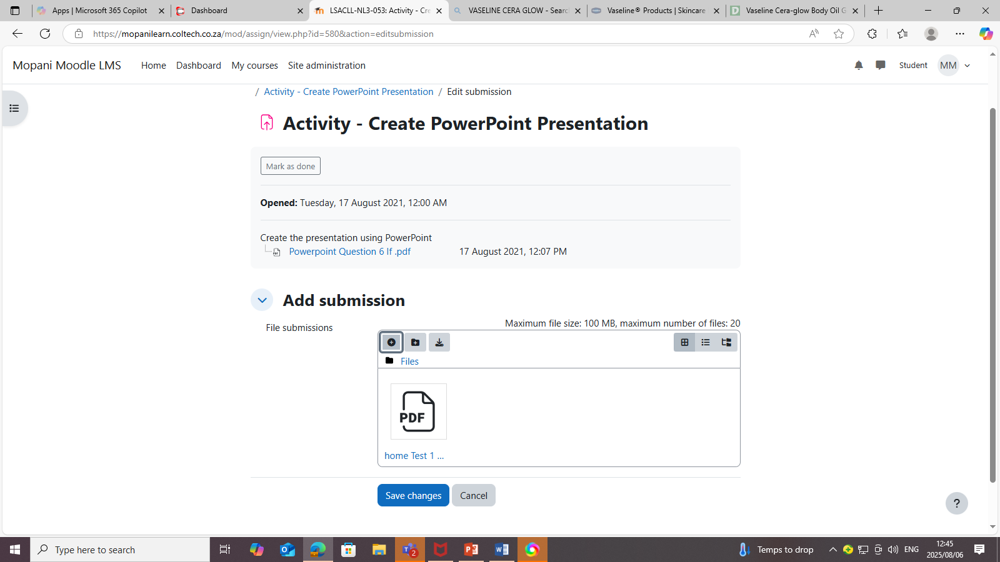 Apps | Microsoft 365 Copilot
Dashboard
LSACLL-NL3-053: Activity - Cre
VASELINE CERA GLOW - Searc
Vaseline® Products | Skincare
Vaseline Cera-glow Body Oil G
https://mopanilearn.coltech.co.za/mod/assign/view.php?id=580&action=editsubmission
Mopani Moodle LMS
Home
Dashboard
My courses
Site administration
Student
MM
/ Activity - Create PowerPoint Presentation / Edit submission
Activity - Create PowerPoint Presentation
Mark as done
Opened: Tuesday, 17 August 2021, 12:00 AM
Create the presentation using PowerPoint
Powerpoint Question 6 If .pdf
17 August 2021, 12:07 PM
Add submission
File submissions
Maximum file size: 100 MB, maximum number of files: 20
Files
PDF
home Test 1 ...
Save changes
Cancel
?
Type here to search
2
Temps to drop
ENG
12:45
2025/08/06